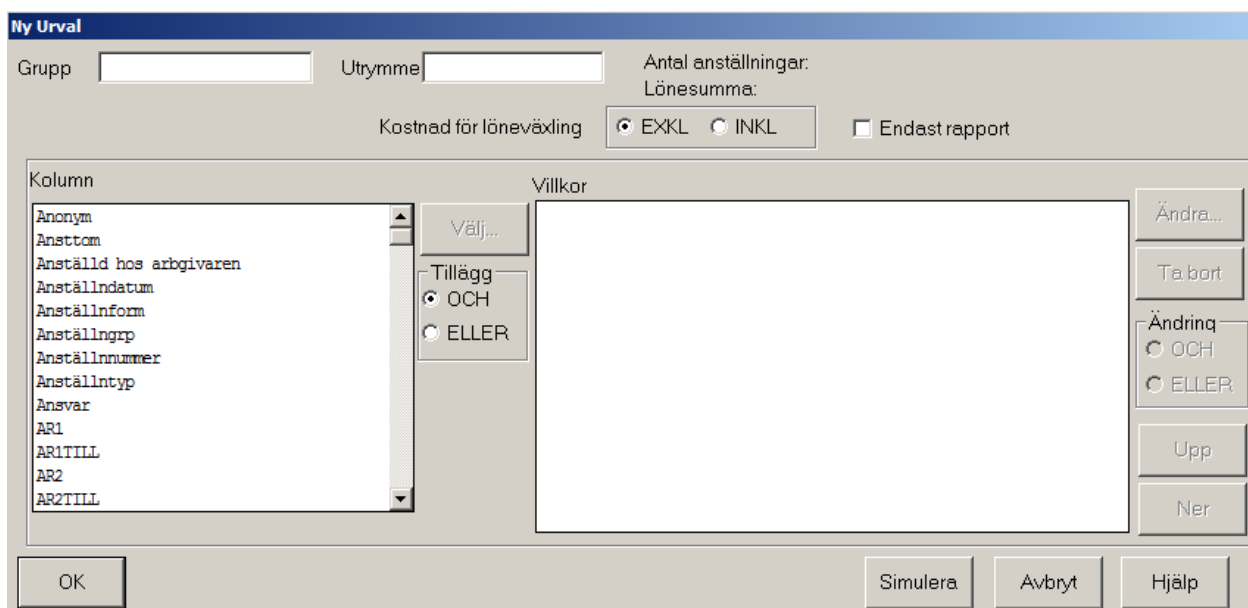 Ny Urval
Grupp
Utrymme
Antal anställningar:
Lönesumma:
Kostnad för löneväxling
EXKL
INKL
Endast rapport
Kolumn
Villkor
Anonym
Ansttom
Anställd hos arbgivaren
Anställndatum
Anställnform
Anställngrp
Anställnnummer
Anställntyp
Ansvar
AR1
AR1TILL
AR2
AR2TILL
Välj...
Tillägg
OCH
ELLER
Ändra...
Ta bort
Ändring
OCH
ELLER
Upp
Ner
OK
Simulera
Avbryt
Hjälp